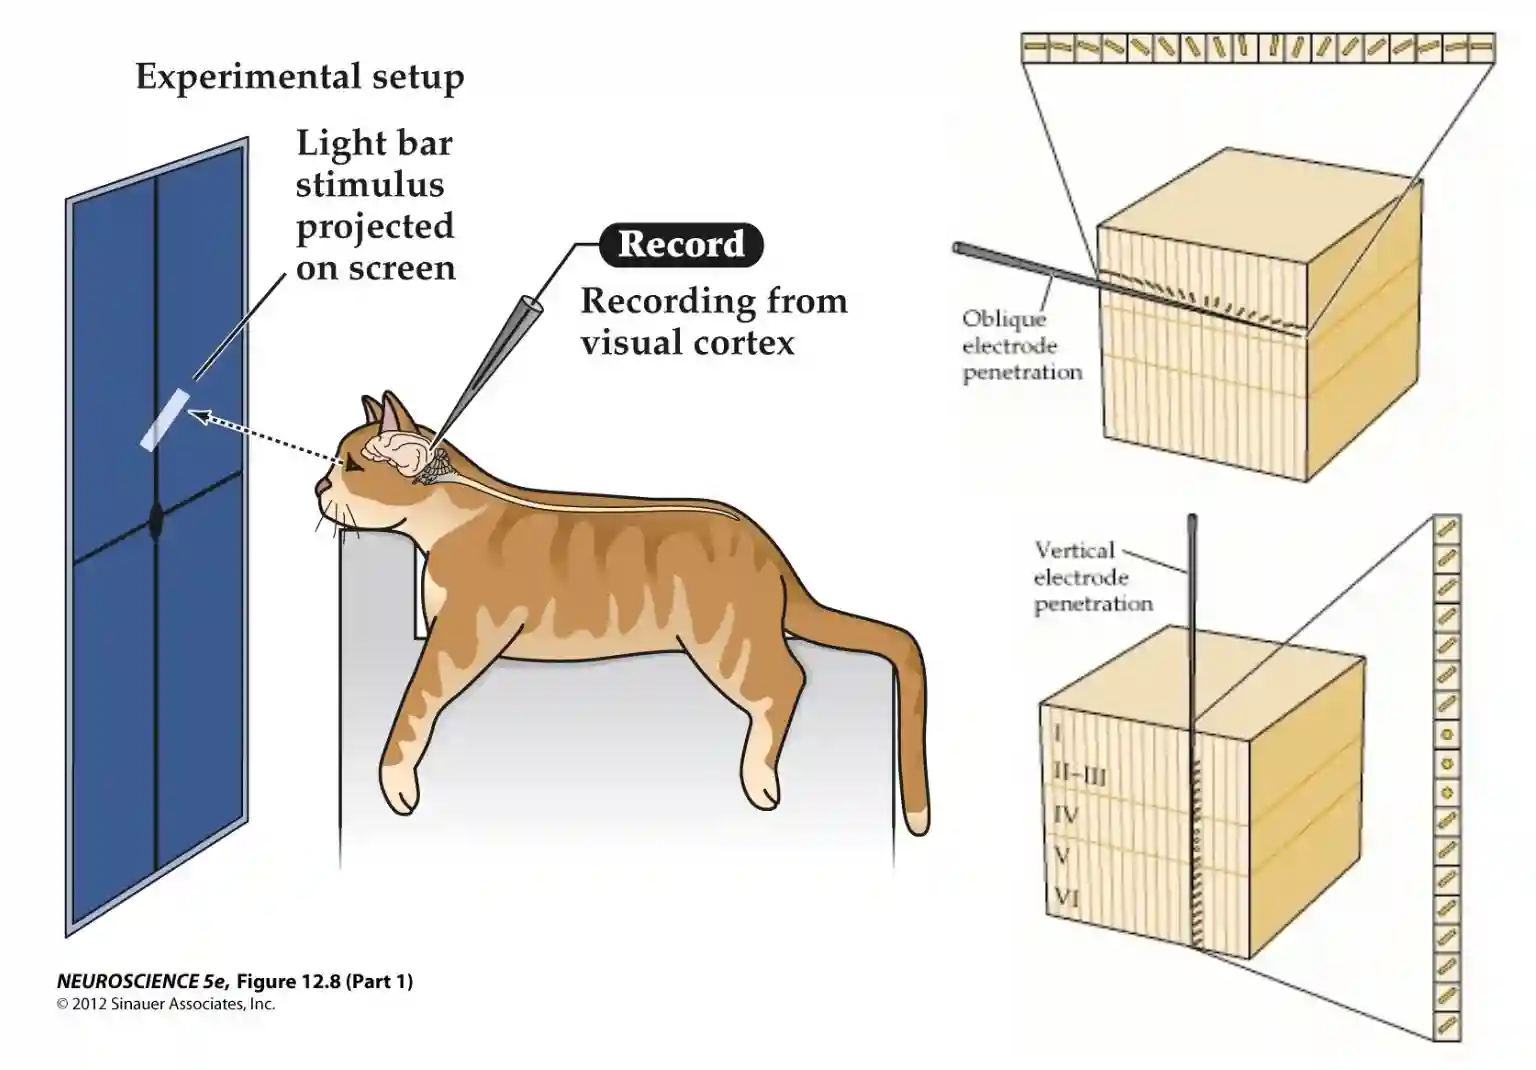 Experimental setup
Light bar
stimulus
projected
on screen
Record
Recording from
visual cortex
Oblique
electrode
penetration
Vertical
electrode
penetration
I
II–III
IV
V
VI
NEUROSCIENCE 5e, Figure 12.8 (Part 1)
© 2012 Sinauer Associates, Inc.